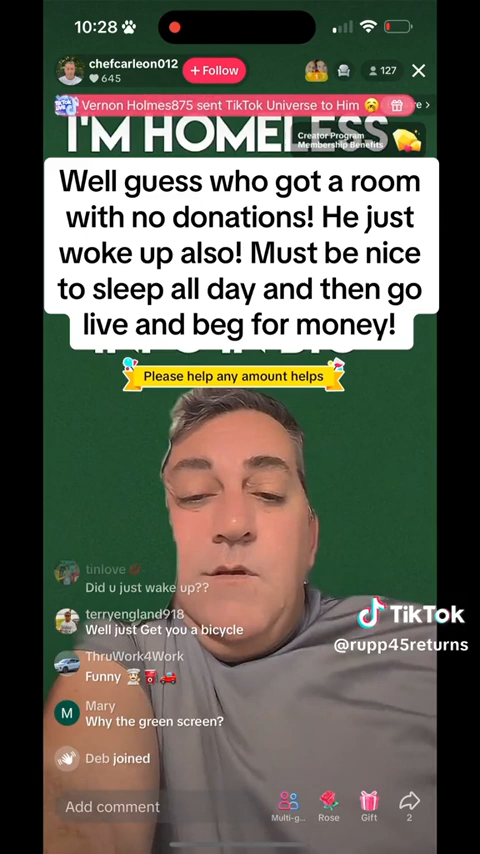 10:28
chefcarleon012
645
+ Follow
127
Vernon Holmes875 sent TikTok Universe to Him
I'M HOMELESS
Creator Program
Membership Benefits
Well guess who got a room
with no donations! He just
woke up also! Must be nice
to sleep all day and then go
live and beg for money!
Please help any amount helps
tinlove
Did u just wake up??
terryengland918
Well just Get you a bicycle
TikTok
@rupp45returns
ThruWork4Work
Funny
Mary
M
Why the green screen?
Deb joined
Add comment
Multi-g...
Rose
Gift
2